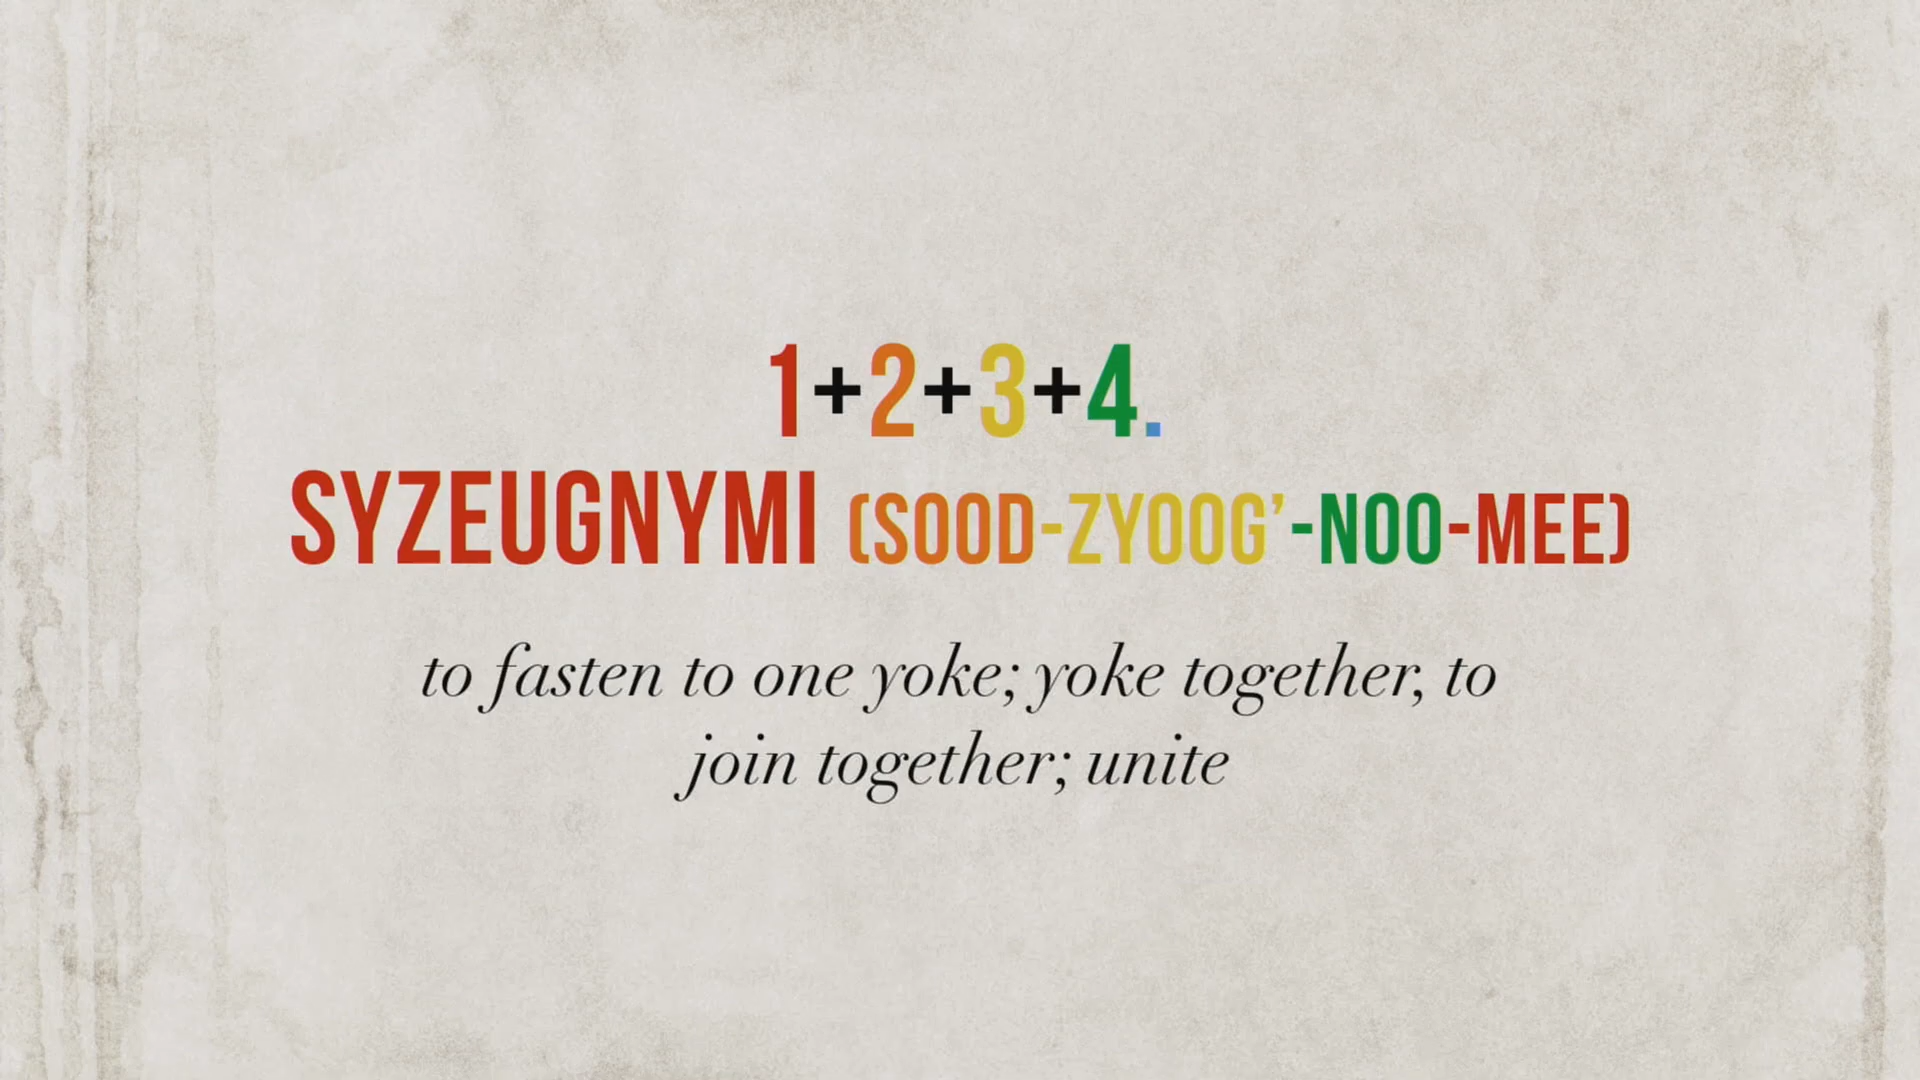 1+2+3+4.
SYZEUGNYMI (SOOD-ZYOOG’-NOO-MEE)
to fasten to one yoke; yoke together, to
join together; unite